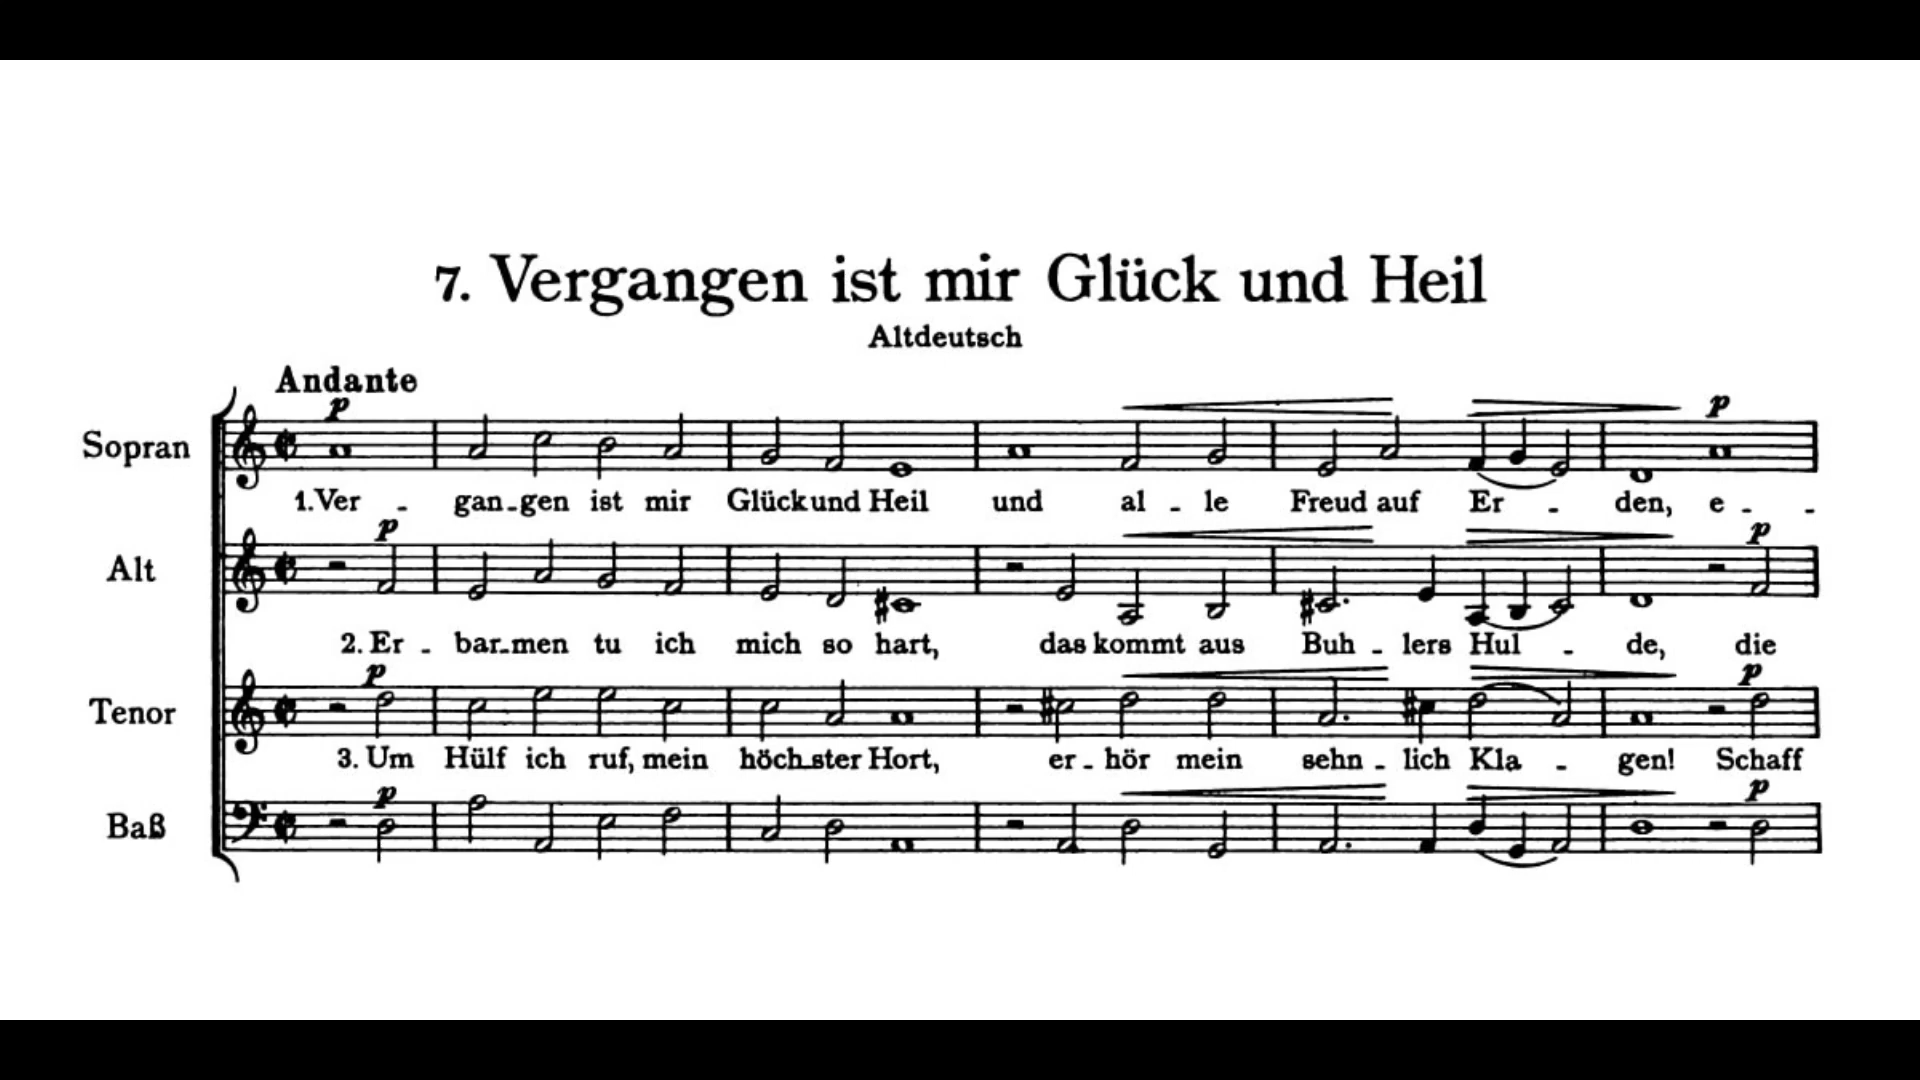 7. Vergangen ist mir Glück und Heil
Altdeutsch
Andante
p p
Sopran
1. Ver - gan-gen ist mir Glück und Heil und al - le Freud auf Er - den, e - -
p p
Alt
2. Er - bar-men tu ich mich so hart, das kommt aus Buh - lers Hul - de, die
p p
Tenor
3. Um Hülf ich ruf, mein höch-ster Hort, er - hör mein sehn - lich Kla - gen! Schaff
p p
Baß